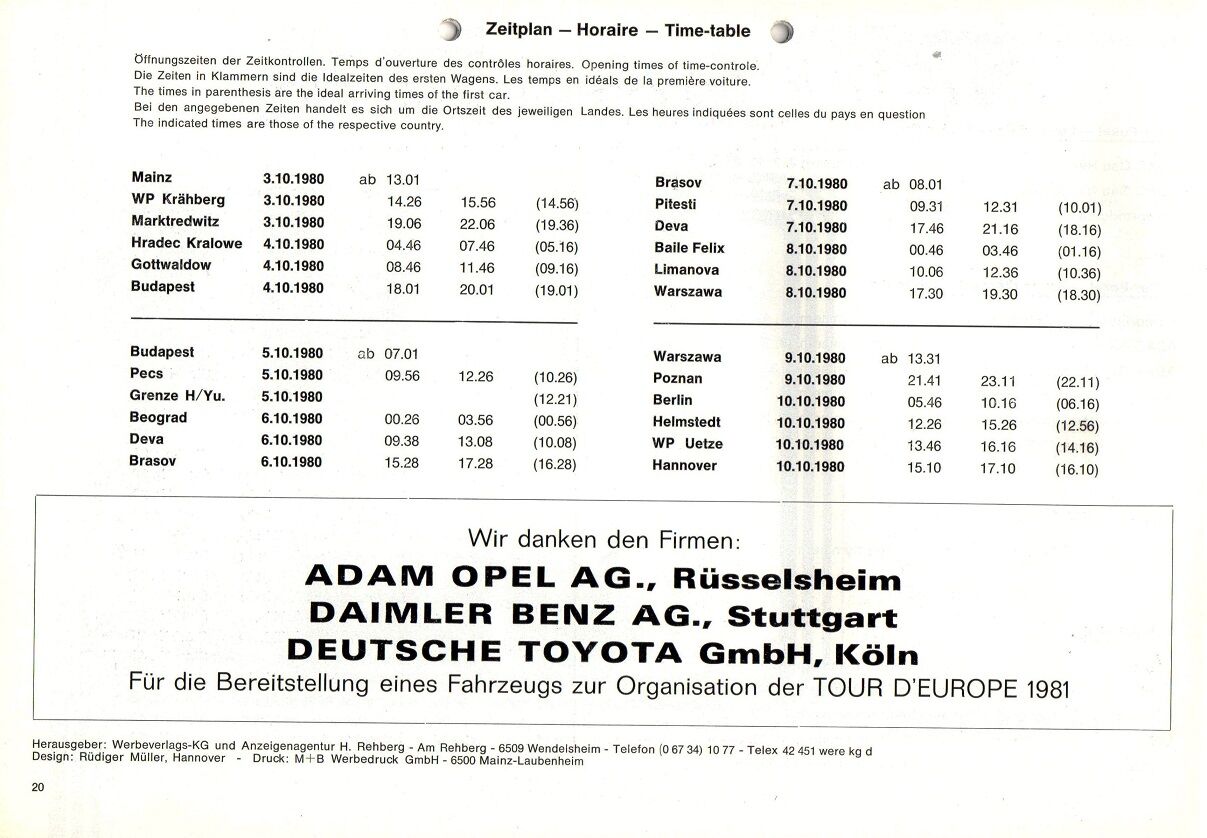 Zeitplan — Horaire — Time-table
Öffnungszeiten der Zeitkontrollen. Temps d'ouverture des contrôles horaires. Opening times of time-controle.
Die Zeiten in Klammern sind die Idealzeiten des ersten Wagens. Les temps en idéals de la première voiture.
The times in parenthesis are the ideal arriving times of the first car.
Bei den angegebenen Zeiten handelt es sich um die Ortszeit des jeweiligen Landes. Les heures indiquées sont celles du pays en question
The indicated times are those of the respective country.
Mainz 3.10.1980 ab 13.01
WP Krähberg 3.10.1980 14.26 15.56 (14.56)
Marktredwitz 3.10.1980 19.06 22.06 (19.36)
Hradec Kralowe 4.10.1980 04.46 07.46 (05.16)
Gottwaldow 4.10.1980 08.46 11.46 (09.16)
Budapest 4.10.1980 18.01 20.01 (19.01)
Budapest 5.10.1980 ab 07.01
Pecs 5.10.1980 09.56 12.26 (10.26)
Grenze H/Yu. 5.10.1980 (12.21)
Beograd 6.10.1980 00.26 03.56 (00.56)
Deva 6.10.1980 09.38 13.08 (10.08)
Brasov 6.10.1980 15.28 17.28 (16.28)
Brasov 7.10.1980 ab 08.01
Pitesti 7.10.1980 09.31 12.31 (10.01)
Deva 7.10.1980 17.46 21.16 (18.16)
Baile Felix 8.10.1980 00.46 03.46 (01.16)
Limanova 8.10.1980 10.06 12.36 (10.36)
Warszawa 8.10.1980 17.30 19.30 (18.30)
Warszawa 9.10.1980 ab 13.31
Poznan 9.10.1980 21.41 23.11 (22.11)
Berlin 10.10.1980 05.46 10.16 (06.16)
Helmstedt 10.10.1980 12.26 15.26 (12.56)
WP Uetze 10.10.1980 13.46 16.16 (14.16)
Hannover 10.10.1980 15.10 17.10 (16.10)
Wir danken den Firmen:
ADAM OPEL AG., Rüsselsheim
DAIMLER BENZ AG., Stuttgart
DEUTSCHE TOYOTA GmbH, Köln
Für die Bereitstellung eines Fahrzeugs zur Organisation der TOUR D'EUROPE 1981
Herausgeber: Werbeverlags-KG und Anzeigenagentur H. Rehberg - Am Rehberg - 6509 Wendelsheim - Telefon (0 67 34) 10 77 - Telex 42 451 were kg d
Design: Rüdiger Müller, Hannover - Druck: M+B Werbedruck GmbH - 6500 Mainz-Laubenheim
20